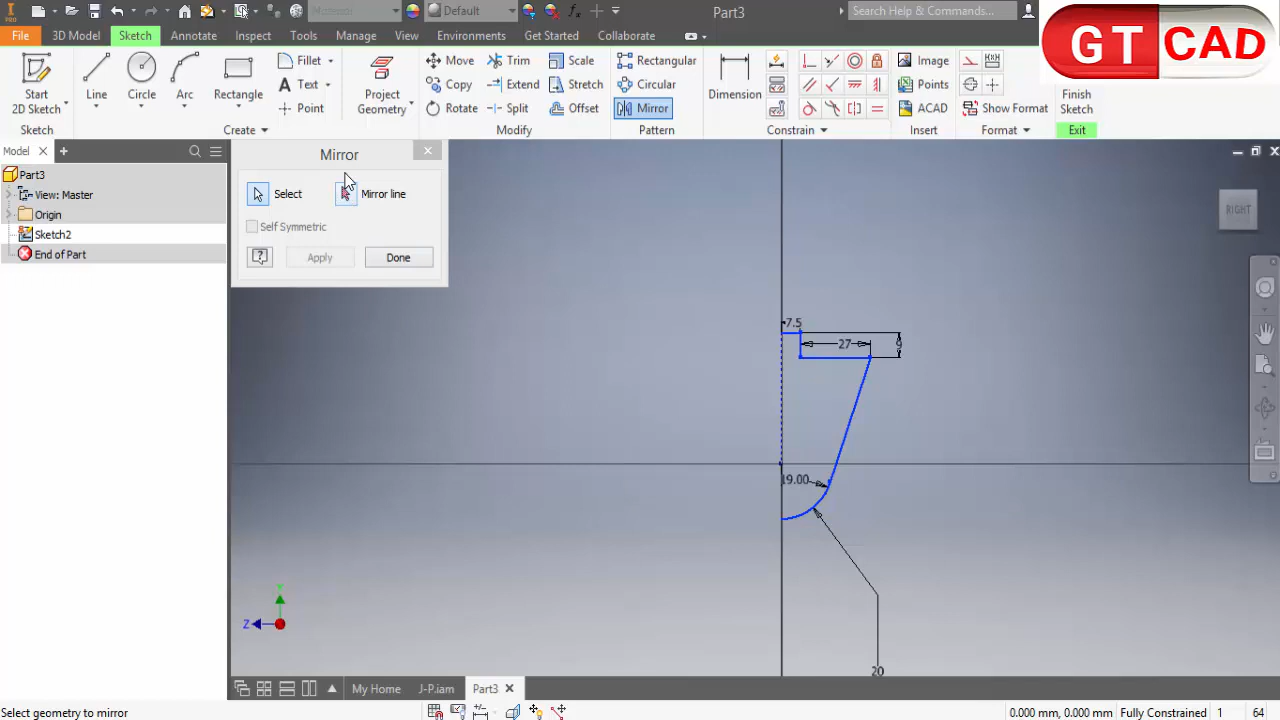 Mirror
Default
Part3
Search Help & Commands...
GT CAD
PRO
File
3D Model
Sketch
Annotate
Inspect
Tools
Manage
View
Environments
Get Started
Collaborate
Start
2D Sketch
Line
Circle
Arc
Rectangle
Fillet
Text
Point
Project
Geometry
Move
Copy
Rotate
Trim
Extend
Split
Scale
Stretch
Offset
Rectangular
Circular
Mirror
Dimension
Image
Points
ACAD
Show Format
Finish
Sketch
Sketch
Create
Modify
Pattern
Constrain
Insert
Format
Exit
Model
Part3
View: Master
Origin
Sketch2
End of Part
Mirror
Select
Mirror line
Self Symmetric
Apply
Done
RIGHT
7.5
27
9
19.00
20
Y
Z
My Home
J-P.iam
Part3
Select geometry to mirror
0.000 mm, 0.000 mm
Fully Constrained
1
64